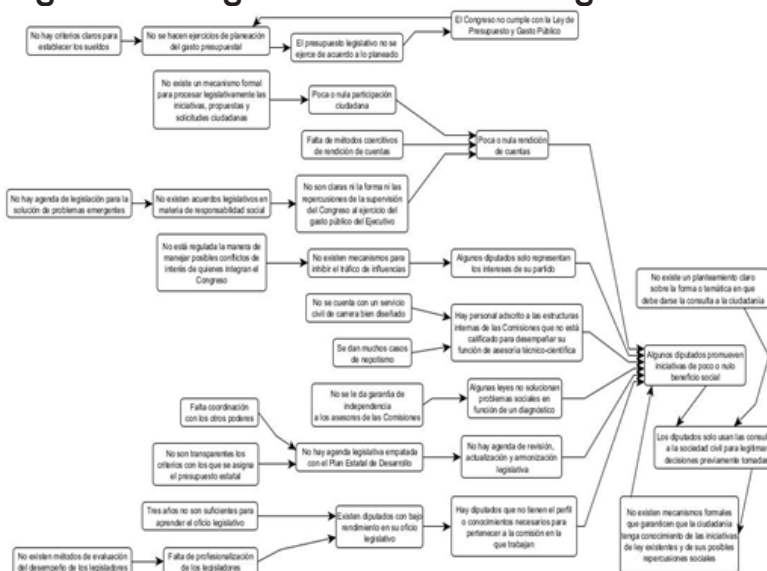 El Congreso no cumple con la Ley de
Presupuesto y Gasto Público
No hay criterios claros para
establecer los sueldos
No se hacen ejercicios de planeación
del gasto presupuestal
El presupuesto legislativo no se
ejerce de acuerdo a lo planeado
No existe un mecanismo formal
para procesar legislativamente las
iniciativas, propuestas y
solicitudes ciudadanas
Poca o nula participación
ciudadana
Falta de métodos coercitivos
de rendición de cuentas
Poca o nula rendición
de cuentas
No hay agenda de legislación para la
solución de problemas emergentes
No existen acuerdos legislativos en
materia de responsabilidad social
No son claras ni la forma ni las
repercusiones de la supervisión
del Congreso al ejercicio del
gasto público del Ejecutivo
No está regulada la manera de
manejar posibles conflictos de
interés de quienes integran el
Congreso
No existen mecanismos para
inhibir el tráfico de influencias
Algunos diputados solo representan
los intereses de su partido
No existe un planteamiento claro
sobre la forma o temática en que
debe darse la consulta a la ciudadanía
No se cuenta con un servicio
civil de carrera bien diseñado
Se dan muchos casos
de nepotismo
Hay personal adscrito a las estructuras
internas de las Comisiones que no está
calificado para desempeñar su
función de asesoría técnico-científica
Algunos diputados promueven
iniciativas de poco o nulo
beneficio social
No se le da garantía de
independencia
a los asesores de las Comisiones
Algunas leyes no solucionan
problemas sociales en
función de un diagnóstico
Falta coordinación
con los otros poderes
No son transparentes los
criterios con los que se asigna
el presupuesto estatal
No hay agenda legislativa empatada
con el Plan Estatal de Desarrollo
No hay agenda de revisión,
actualización y armonización
legislativa
Los diputados solo usan las
a la sociedad civil para legitimar
decisiones previamente
Tres años no son suficientes para
aprender el oficio legislativo
Existen diputados con bajo
rendimiento en su oficio
legislativo
Hay diputados que no tienen el perfil
o conocimientos necesarios para
pertenecer a la comisión en la
que trabajan
No existen mecanismos formales
que garanticen que la ciudadanía
tenga conocimiento de las iniciativas
de ley existentes y de sus posibles
repercusiones sociales
No existen métodos de evaluación
del desempeño de los legisladores
Falta de profesionalización
de los legisladores